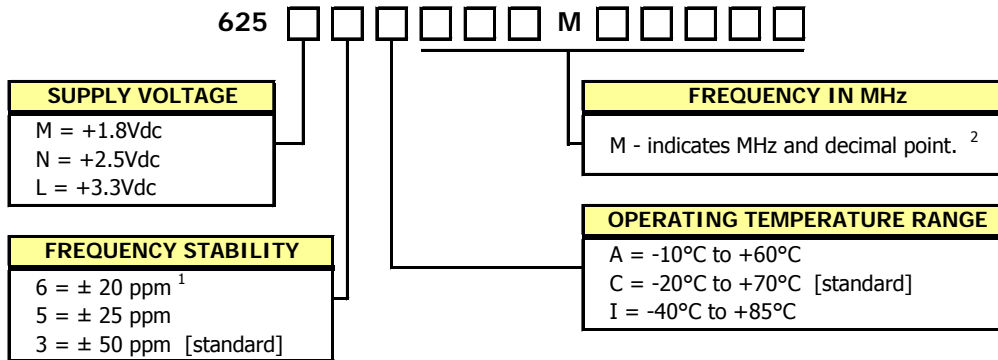 625 M
SUPPLY VOLTAGE
M = +1.8Vdc
N = +2.5Vdc
L = +3.3Vdc
FREQUENCY IN MHz
M - indicates MHz and decimal point. 2
FREQUENCY STABILITY
6 = ± 20 ppm 1
5 = ± 25 ppm
3 = ± 50 ppm [standard]
OPERATING TEMPERATURE RANGE
A = -10°C to +60°C
C = -20°C to +70°C [standard]
I = -40°C to +85°C